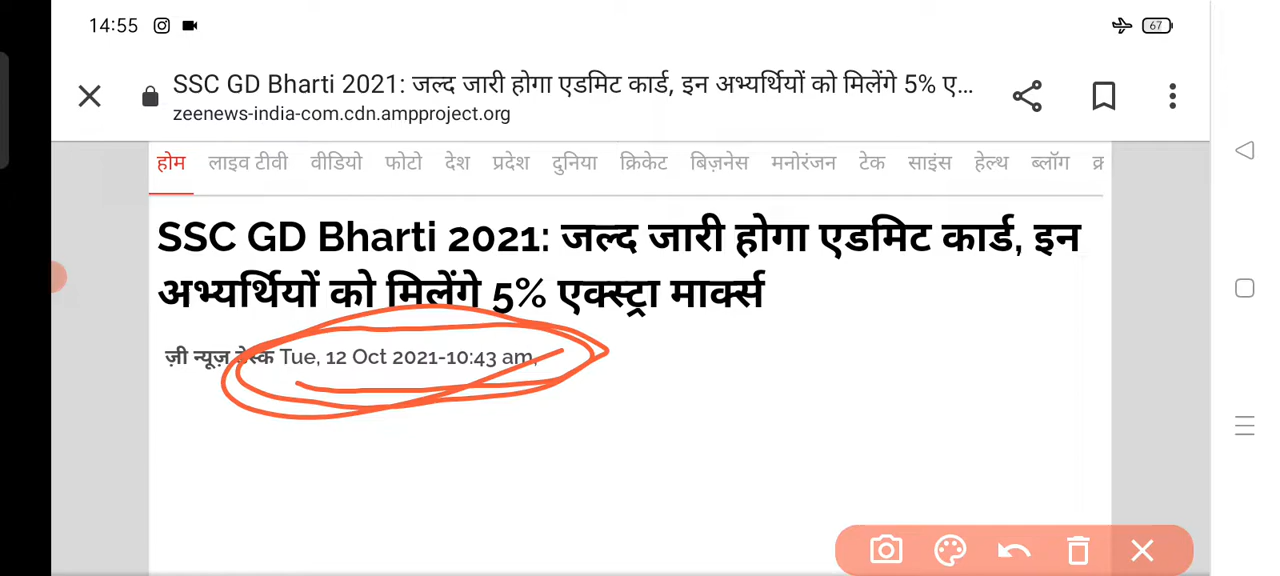 14:55
67
SSC GD Bharti 2021: जल्द जारी होगा एडमिट कार्ड, इन अभ्यर्थियों को मिलेंगे 5% ए...
zeenews-india-com.cdn.ampproject.org
होम लाइव टीवी वीडियो फोटो देश प्रदेश दुनिया क्रिकेट बिज़नेस मनोरंजन टेक साइंस हेल्थ ब्लॉग क्र
SSC GD Bharti 2021: जल्द जारी होगा एडमिट कार्ड, इन
अभ्यर्थियों को मिलेंगे 5% एक्स्ट्रा मार्क्स
ज़ी न्यूज़ डेस्क Tue, 12 Oct 2021-10:43 am,